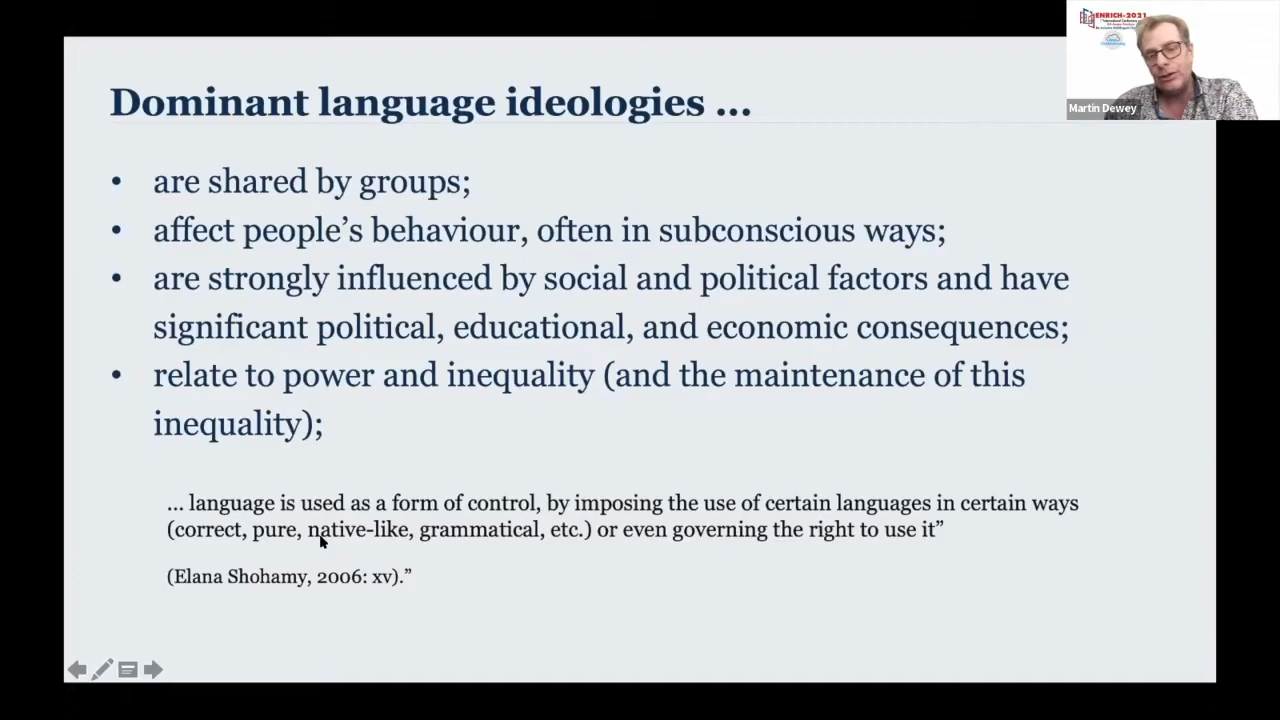 ENRICH-2021
Martin Dewey
Dominant language ideologies ...
• are shared by groups;
• affect people’s behaviour, often in subconscious ways;
• are strongly influenced by social and political factors and have
significant political, educational, and economic consequences;
• relate to power and inequality (and the maintenance of this
inequality);
... language is used as a form of control, by imposing the use of certain languages in certain ways
(correct, pure, native-like, grammatical, etc.) or even governing the right to use it”
(Elana Shohamy, 2006: xv).”